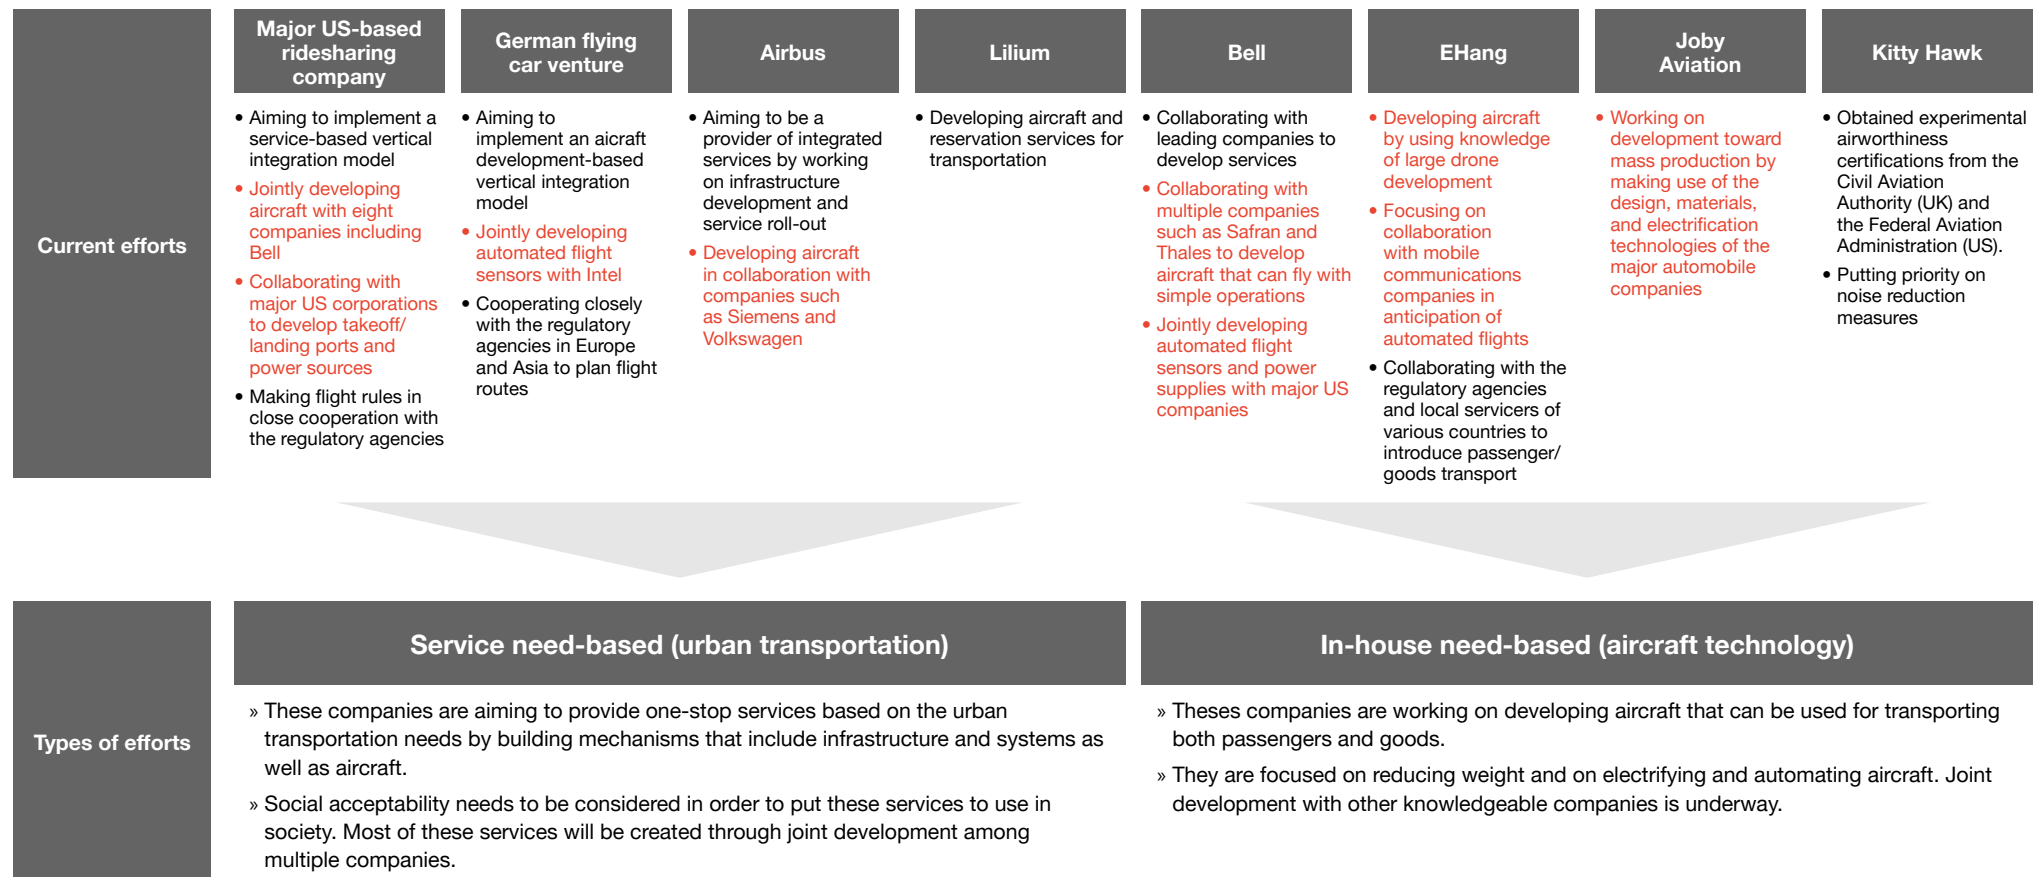 Current efforts
Major US-based
ridesharing
company
• Aiming to implement a
service-based vertical
integration model
• Jointly developing
aircraft with eight
companies including
Bell
• Collaborating with
major US corporations
to develop takeoff/
landing ports and
power sources
• Making flight rules in
close cooperation with
the regulatory agencies
German flying
car venture
• Aiming to
implement an aicraft
development-based
vertical integration
model
• Jointly developing
automated flight
sensors with Intel
• Cooperating closely
with the regulatory
agencies in Europe
and Asia to plan flight
routes
Airbus
• Aiming to be a
provider of integrated
services by working
on infrastructure
development and
service roll-out
• Developing aircraft
in collaboration with
companies such
as Siemens and
Volkswagen
Lilium
• Developing aircraft and
reservation services for
transportation
Bell
• Collaborating with
leading companies to
develop services
• Collaborating with
multiple companies
such as Safran and
Thales to develop
aircraft that can fly with
simple operations
• Jointly developing
automated flight
sensors and power
supplies with major US
companies
EHang
• Developing aircraft
by using knowledge
of large drone
development
• Focusing on
collaboration
with mobile
communications
companies in
anticipation of
automated flights
• Collaborating with the
regulatory agencies
and local servicers of
various countries to
introduce passenger/
goods transport
Joby
Aviation
• Working on
development toward
mass production by
making use of the
design, materials,
and electrification
technologies of the
major automobile
companies
Kitty Hawk
• Obtained experimental
airworthiness
certifications from the
Civil Aviation
Authority (UK) and
the Federal Aviation
Administration (US).
• Putting priority on
noise reduction
measures
Types of efforts
Service need-based (urban transportation)
» These companies are aiming to provide one-stop services based on the urban
transportation needs by building mechanisms that include infrastructure and systems as
well as aircraft.
» Social acceptability needs to be considered in order to put these services to use in
society. Most of these services will be created through joint development among
multiple companies.
In-house need-based (aircraft technology)
» Theses companies are working on developing aircraft that can be used for transporting
both passengers and goods.
» They are focused on reducing weight and on electrifying and automating aircraft. Joint
development with other knowledgeable companies is underway.